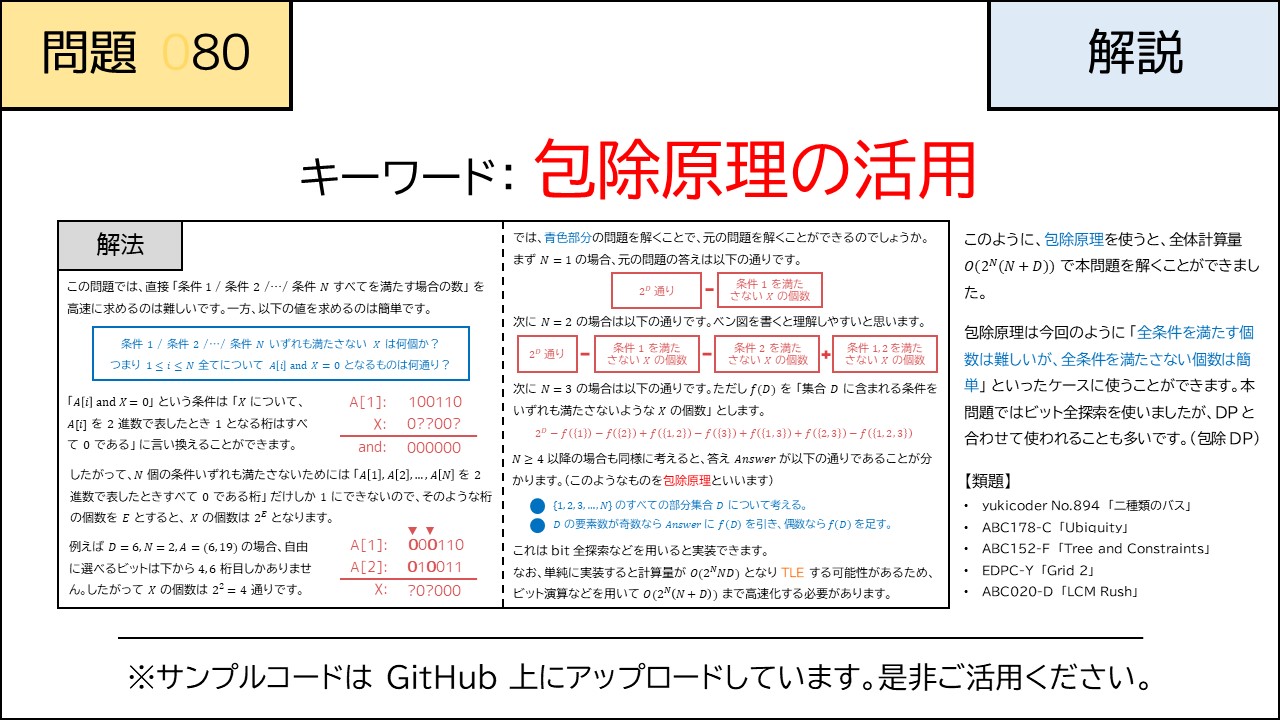 問題 080
解説
キーワード: 包除原理の活用
解法
この問題では、直接「条件 1 / 条件 2 /…/ 条件 N すべてを満たす場合の数」を
高速に求めるのは難しいです。一方、以下の値を求めるのは簡単です。
条件 1 / 条件 2 /…/ 条件 N いずれも満たさない X は何個か?
つまり 1 ≤ i ≤ N 全てについて A[i] and X = 0 となるものは何通り?
「A[i] and X = 0」という条件は「X について、
A[i] を 2 進数で表したとき 1 となる桁はすべ
て 0 である」に言い換えることができます。
A[1]: 100110
X: 0??00?
and: 000000
したがって、N 個の条件いずれも満たさないためには「A[1], A[2], …, A[N] を 2
進数で表したときすべて 0 である桁」だけしか 1 にできないので、そのような桁
の個数を E とすると、X の個数は 2^E となります。
例えば D = 6, N = 2, A = (6, 19) の場合、自由
に選べるビットは下から 4, 6 桁目しかありませ
ん。したがって X の個数は 2^2 = 4 通りです。
▼ ▼
A[1]: 000110
A[2]: 010011
X: ?0?000
では、青色部分の問題を解くことで、元の問題を解くことができるのでしょうか。
まず N = 1 の場合、元の問題の答えは以下の通りです。
2^D 通り - 条件 1 を満た
さない X の個数
次に N = 2 の場合は以下の通りです。ベン図を書くと理解しやすいと思います。
2^D 通り - 条件 1 を満た - 条件 2 を満た + 条件 1, 2 を満た
さない X の個数 さない X の個数 さない X の個数
次に N = 3 の場合は以下の通りです。ただし f(D) を「集合 D に含まれる条件を
いずれも満たさないような X の個数」とします。
2^D − f({1}) − f({2}) + f({1, 2}) − f({3}) + f({1, 3}) + f({2, 3}) − f({1, 2, 3})
N ≥ 4 以降の場合も同様に考えると、答え Answer が以下の通りであることが分
かります。(このようなものを包除原理といいます)
● {1, 2, 3, …, N} のすべての部分集合 D について考える。
● D の要素数が奇数なら Answer に f(D) を引き、偶数なら f(D) を足す。
これは bit 全探索などを用いると実装できます。
なお、単純に実装すると計算量が O(2^N ND) となり TLE する可能性があるため、
ビット演算などを用いて O(2^N(N + D)) まで高速化する必要があります。
このように、包除原理を使うと、全体計算量
O(2^N(N + D)) で本問題を解くことができまし
た。
包除原理は今回のように「全条件を満たす個
数は難しいが、全条件を満たさない個数は簡
単」といったケースに使うことができます。本
問題ではビット全探索を使いましたが、DP と
合わせて使われることも多いです。(包除 DP)
【類題】
• yukicoder No.894「二種類のバス」
• ABC178-C「Ubiquity」
• ABC152-F「Tree and Constraints」
• EDPC-Y「Grid 2」
• ABC020-D「LCM Rush」
※サンプルコードは GitHub 上にアップロードしています。是非ご活用ください。